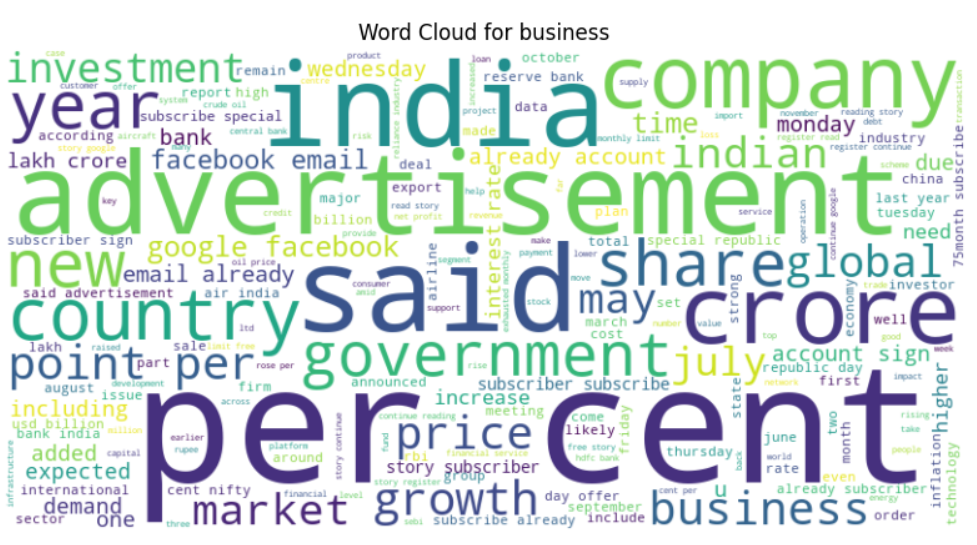 Word Cloud for business
case
product
loan
october
investment
remain
wednesday
india
company
customer
offer
increased
reserve bank
supply
centre
transaction
report
high
system
crude oil
year
subscribe special
data
project
import
time
monday
november
reading story
debt
according
aircraft
bank
central bank
risk
reliance industry
made
monthly limit
loss
register read
industry
register continue
story google
many
lakh crore
facebook email
deal
already account
indian
due
75month subscribe
advertisement
key
major
export
help
interest rate
far
scheme
china
read story
plan
service
last year
credit
billion
net profit
revenue
operation
continue google
tuesday
provide
need
subscriber sign
google facebook
total
special republic
new
oil price
airline
segment
make
payment
lower
share
global
email already
consumer
support
exhausted monthly
said
move
may
set
strong
economy
trade
investor
said advertisement
air india
amid
stock
crore
country
ltd
march
cost
number
value
top
well
good
week
lakh
raised
sale
limit free
government
rise
july
account sign
point per
part
rose per
republic day
august
issue
development
firm
announced
subscriber subscribe
state
network
first
impact
higher
including
across
increase
meeting
usd billion
million
earlier
per cent
continue reading
come
friday
june
two
month
rising
take
bank india
capital
rupee
platform
fund
price
likely
free story
thursday
back
world
people
added
around
story continue
rbi
financial service
hdfc bank
rate
even
inflation
technology
infrastructure
expected
story subscriber
international
cent nifty
financial
level
story register
group
cent per
u
already subscriber
energy
demand
growth
day offer
sector
one
three
market
sebi
subscribe already
september
include
business
order